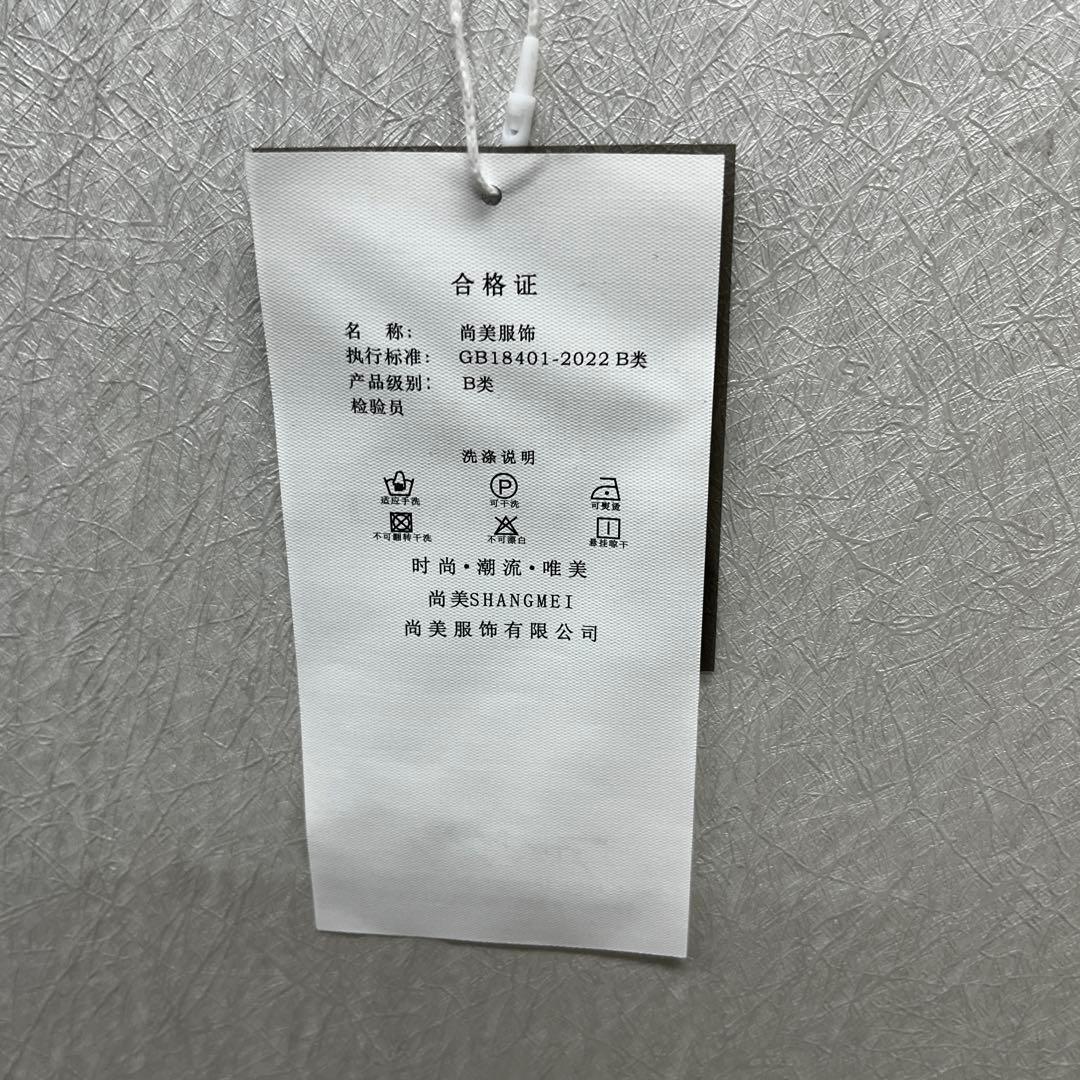 合格证
名 称： 尚美服饰
执行标准： GB18401-2022 B类
产品级别： B类
检验员
洗涤说明
P
适应手洗 可干洗 可熨烫
不可翻转干洗 不可漂白 悬挂晾干
时尚·潮流·唯美
尚美SHANGMEI
尚美服饰有限公司